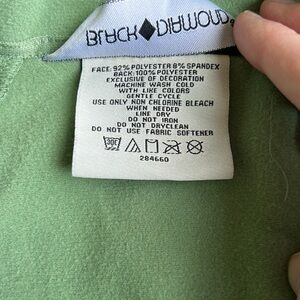 BLACK DIAMOND
FACE: 92% POLYESTER 8% SPANDEX
BACK: 100% POLYESTER
EXCLUSIVE OF DECORATION
MACHINE WASH COLD
WITH LIKE COLORS
GENTLE CYCLE
USE ONLY NON CHLORINE BLEACH
WHEN NEEDED
LINE DRY
DO NOT IRON
DO NOT DRYCLEAN
DO NOT USE FABRIC SOFTENER
284660